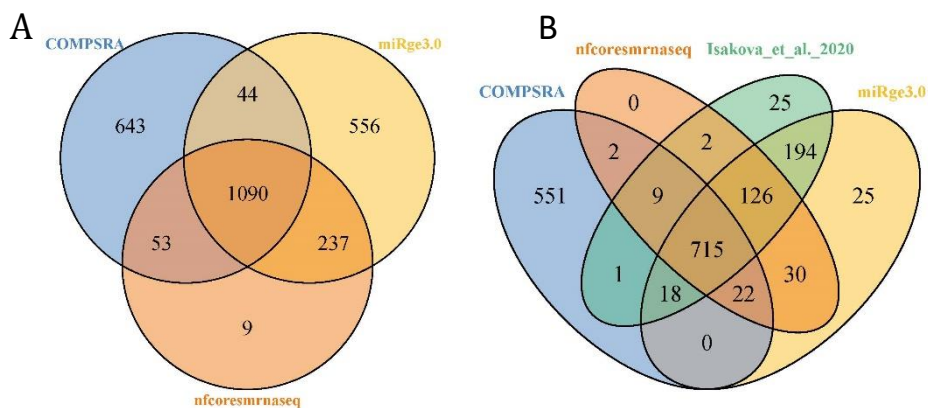 A
COMPSRA
miRge3.0
643
44
556
1090
53
237
9
nfcoresmrnaseq
B
nfcoresmrnaseq
Isakova_et_al._2020
COMPSRA
miRge3.0
0
25
2
2
194
551
9
126
25
715
1
30
18
22
0